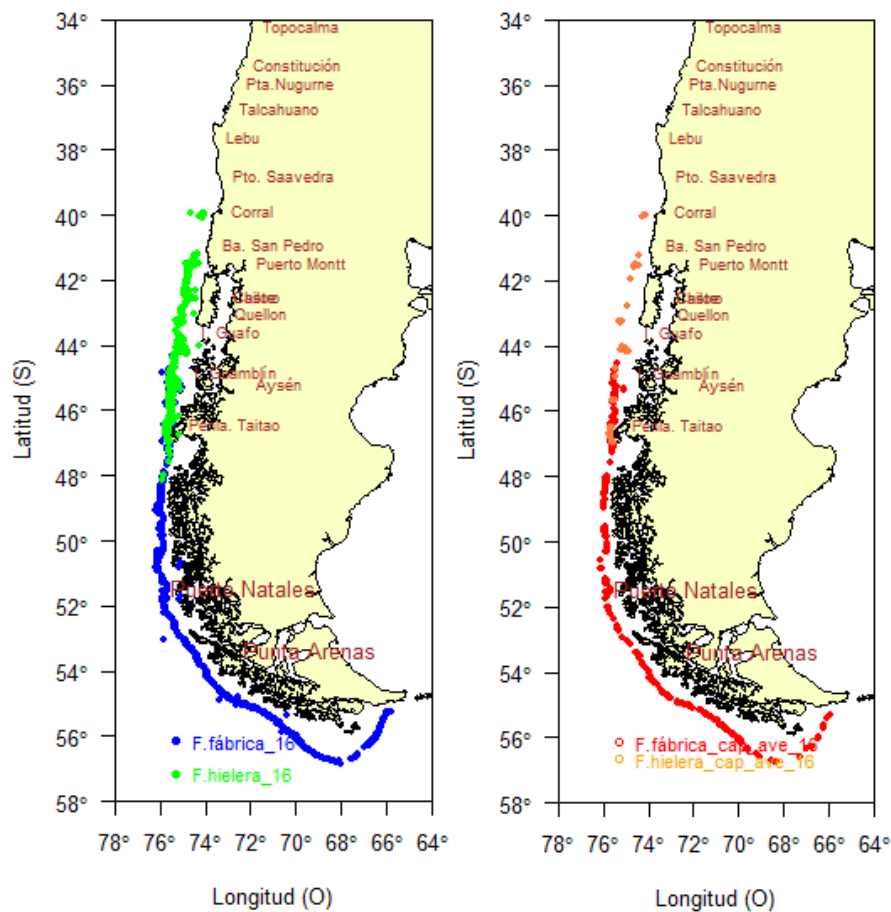 34°
36°
38°
40°
42°
44°
46°
48°
50°
52°
54°
56°
58°
Latitud (S)
Topocalma
Constitución
Pta.Nugurne
Talcahuano
Lebu
Pto. Saavedra
Corral
Ba. San Pedro
Puerto Montt
Quellon
I. Guafo
I. Guamblín
Aysén
Penta. Taitao
Puerto Natales
Punta Arenas
F.fábrica_16
F.hielera_16
78° 76° 74° 72° 70° 68° 66° 64°
Longitud (O)
34°
36°
38°
40°
42°
44°
46°
48°
50°
52°
54°
56°
58°
Latitud (S)
Topocalma
Constitución
Pta.Nugurne
Talcahuano
Lebu
Pto. Saavedra
Corral
Ba. San Pedro
Puerto Montt
Quellon
I. Guafo
I. Guamblín
Aysén
Penta. Taitao
Puerto Natales
Punta Arenas
F.fábrica_cap_ave_16
F.hielera_cap_ave_16
78° 76° 74° 72° 70° 68° 66° 64°
Longitud (O)